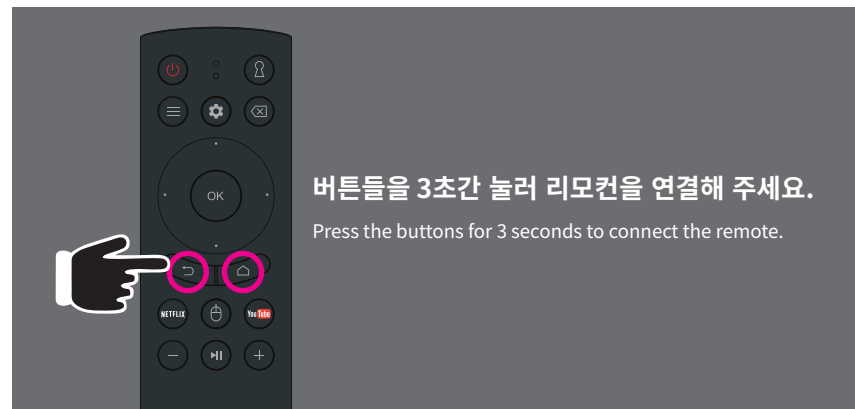 OK
버튼들을 3초간 눌러 리모컨을 연결해 주세요.
Press the buttons for 3 seconds to connect the remote.
NETFLIX
YouTube